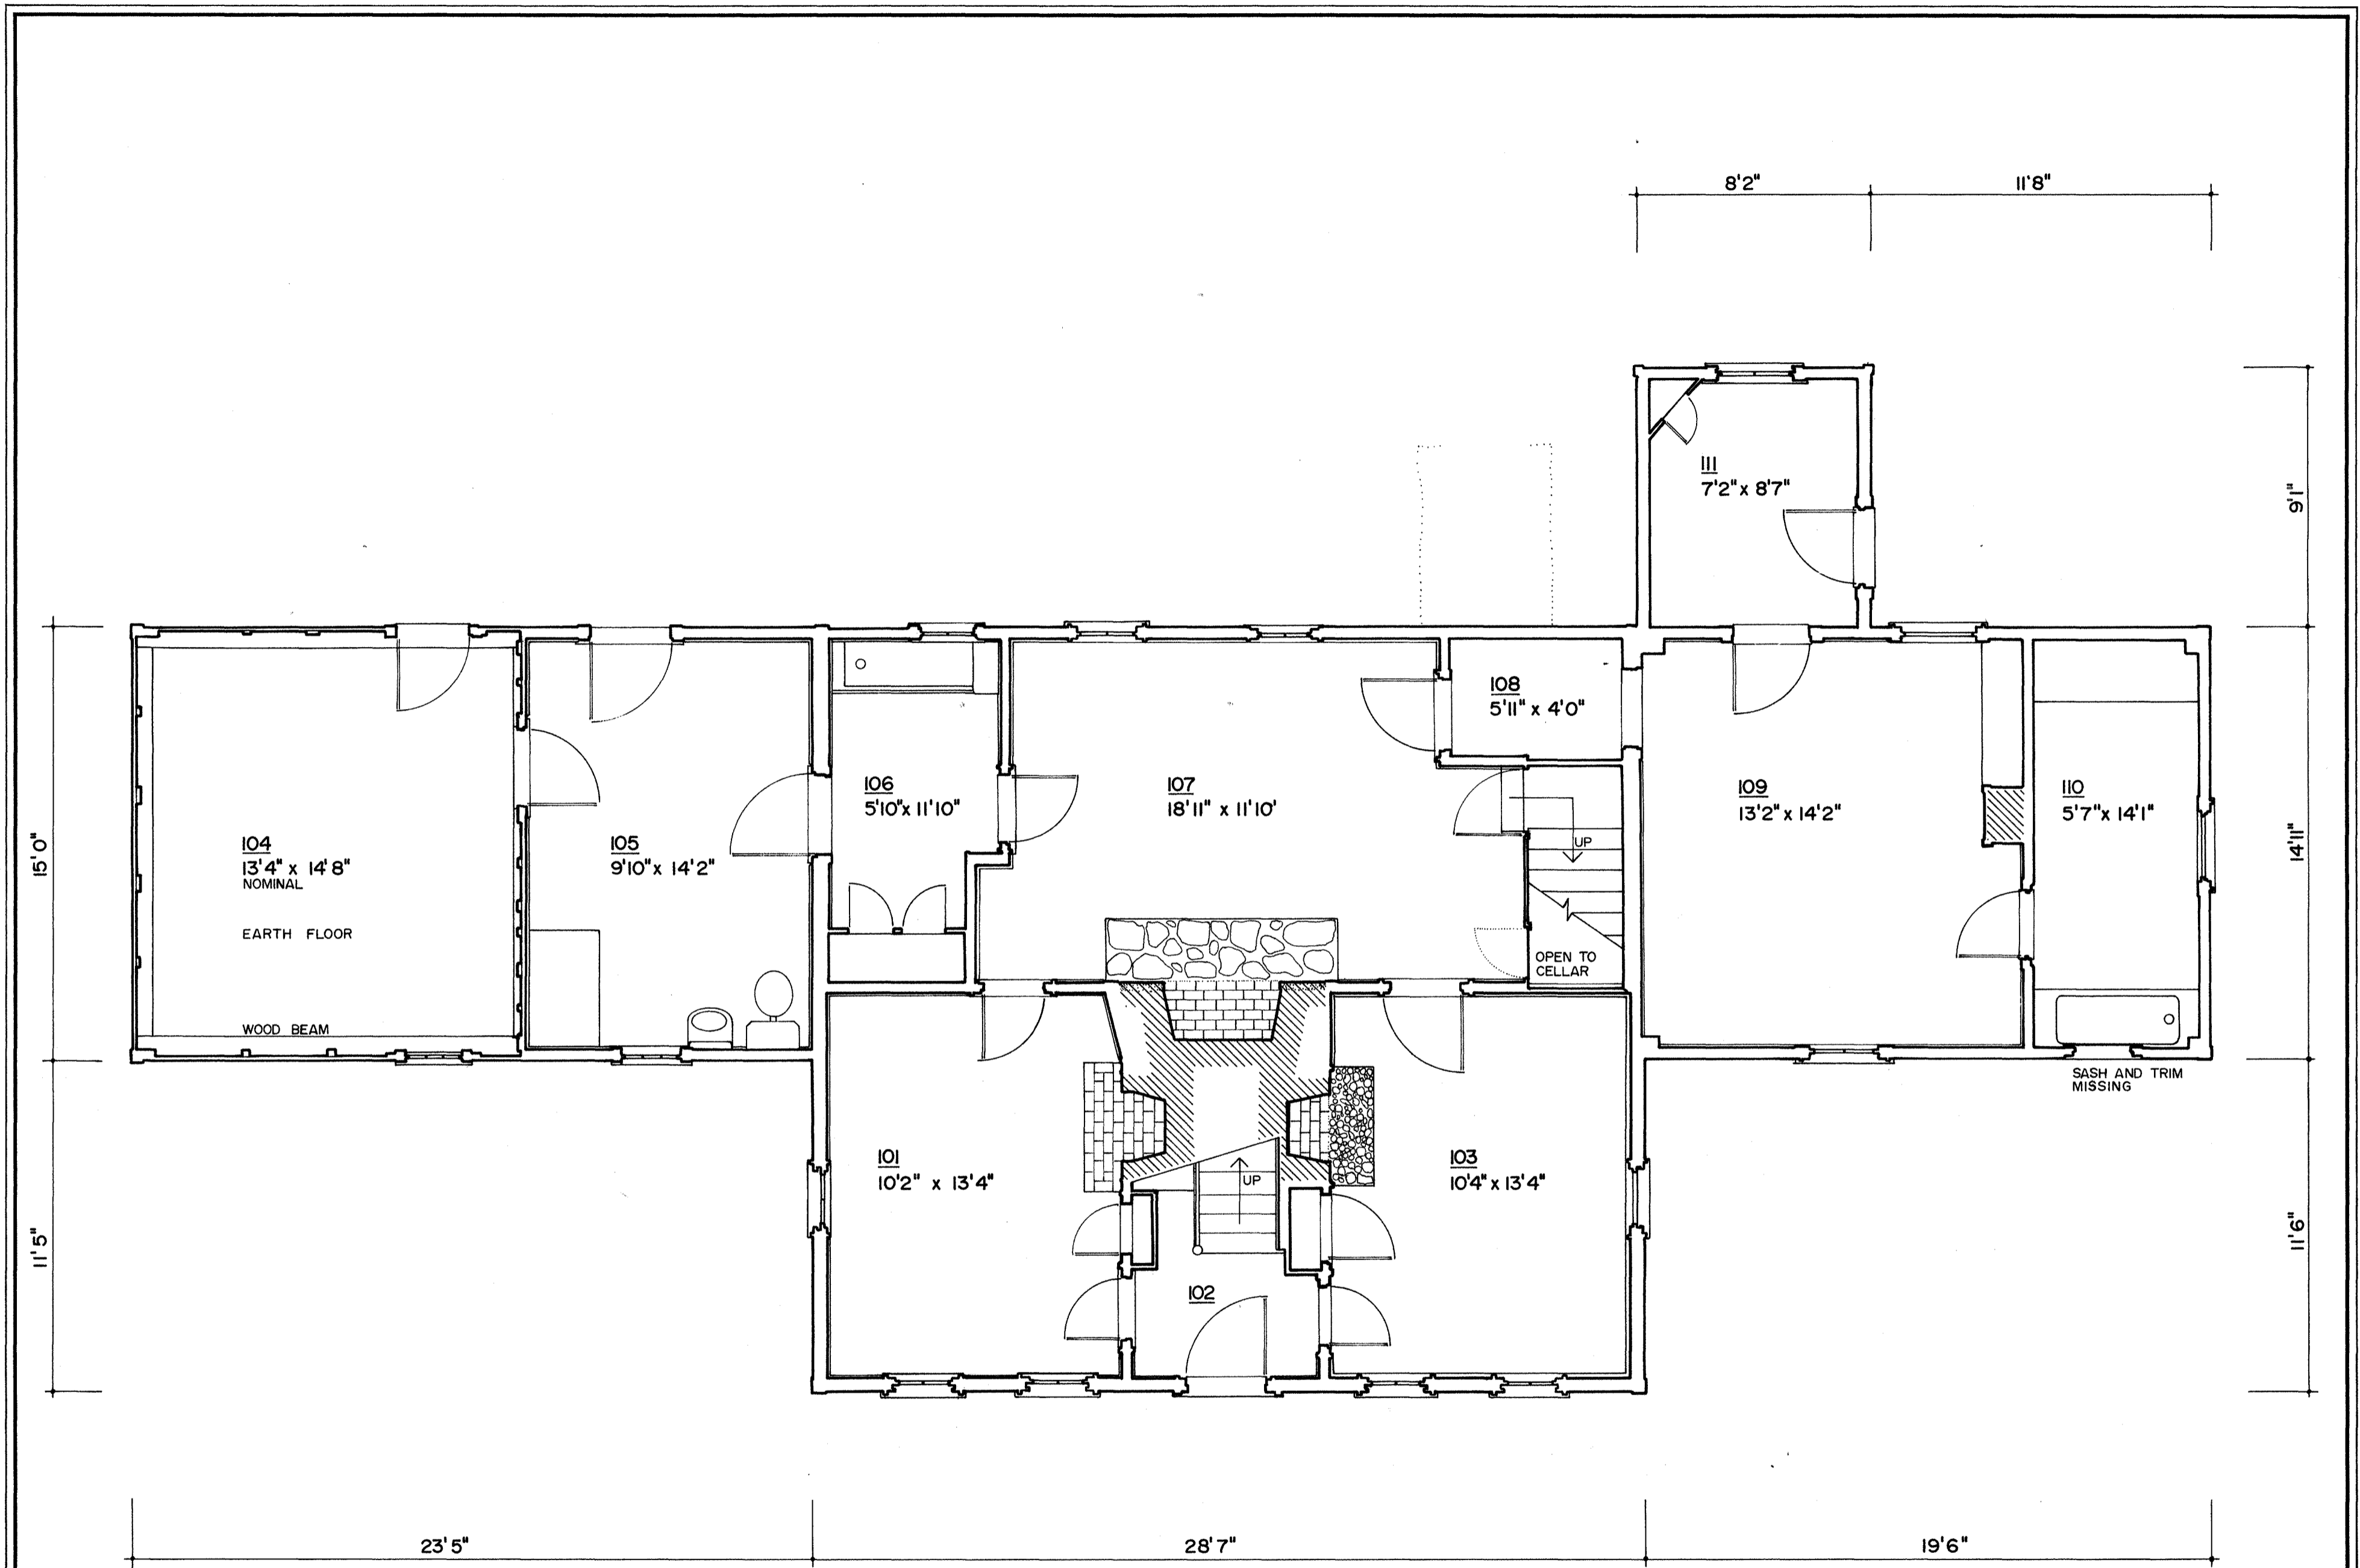 8'2"
11'8"
111
7'2" x 8'7"
9'1"
108
5'11" x 4'0"
106
5'10" x 11'10"
107
18'11" x 11'10'
109
13'2" x 14'2"
110
5'7" x 14'1"
104
13'4" x 14'8"
NOMINAL
105
9'10" x 14'2"
UP
15'0"
14'11"
EARTH FLOOR
OPEN TO
CELLAR
WOOD BEAM
SASH AND TRIM
MISSING
101
10'2" x 13'4"
103
10'4" x 13'4"
UP
11'5"
11'6"
102
23'5"
28'7"
19'6"